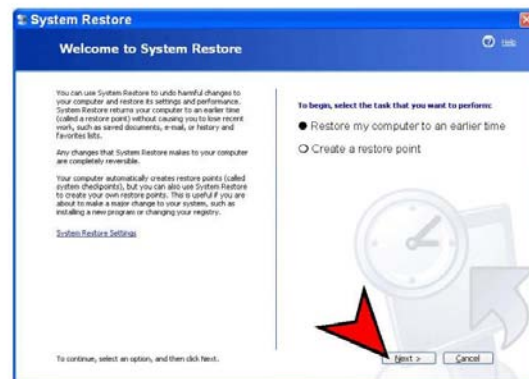 System Restore
Welcome to System Restore
Help
You can use System Restore to undo harmful changes to
your computer and restore its settings and performance.
System Restore returns your computer to an earlier time
(called a restore point) without causing you to lose recent
work, such as saved documents, e-mail, or history and
favorites lists.
Any changes that System Restore makes to your computer
are completely reversible.
Your computer automatically creates restore points (called
system checkpoints), but you can also use System Restore
to create your own restore points. This is useful if you are
about to make a major change to your system, such as
installing a new program or changing your registry.
System Restore Settings
To begin, select the task that you want to perform:
Restore my computer to an earlier time
Create a restore point
To continue, select an option, and then click Next.
Next >
Cancel